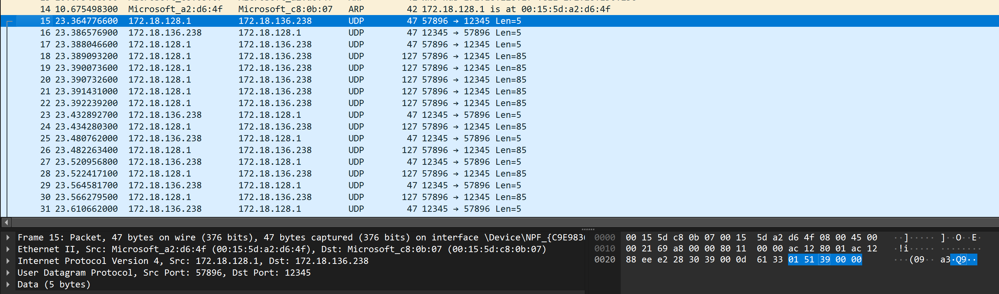 14 10.675498300 Microsoft_a2:d6:4f Microsoft_c8:0b:07 ARP 42 172.18.128.1 is at 00:15:5d:a2:d6:4f
15 23.364776600 172.18.128.1 172.18.136.238 UDP 47 57896 → 12345 Len=5
16 23.386576900 172.18.136.238 172.18.128.1 UDP 47 12345 → 57896 Len=5
17 23.388046600 172.18.128.1 172.18.136.238 UDP 47 57896 → 12345 Len=5
18 23.389093200 172.18.128.1 172.18.136.238 UDP 127 57896 → 12345 Len=85
19 23.390073600 172.18.128.1 172.18.136.238 UDP 127 57896 → 12345 Len=85
20 23.390732600 172.18.128.1 172.18.136.238 UDP 127 57896 → 12345 Len=85
21 23.391431000 172.18.128.1 172.18.136.238 UDP 127 57896 → 12345 Len=85
22 23.392239200 172.18.128.1 172.18.136.238 UDP 127 57896 → 12345 Len=85
23 23.432892700 172.18.136.238 172.18.128.1 UDP 47 12345 → 57896 Len=5
24 23.434280300 172.18.128.1 172.18.136.238 UDP 127 57896 → 12345 Len=85
25 23.480762000 172.18.136.238 172.18.128.1 UDP 47 12345 → 57896 Len=5
26 23.482263400 172.18.128.1 172.18.136.238 UDP 127 57896 → 12345 Len=85
27 23.520956800 172.18.136.238 172.18.128.1 UDP 47 12345 → 57896 Len=5
28 23.522417100 172.18.128.1 172.18.136.238 UDP 127 57896 → 12345 Len=85
29 23.564581700 172.18.136.238 172.18.128.1 UDP 47 12345 → 57896 Len=5
30 23.566279500 172.18.128.1 172.18.136.238 UDP 127 57896 → 12345 Len=85
31 23.610662000 172.18.136.238 172.18.128.1 UDP 47 12345 → 57896 Len=5
Frame 15: Packet, 47 bytes on wire (376 bits), 47 bytes captured (376 bits) on interface \Device\NPF_{C9E983
Ethernet II, Src: Microsoft_a2:d6:4f (00:15:5d:a2:d6:4f), Dst: Microsoft_c8:0b:07 (00:15:5d:c8:0b:07)
Internet Protocol Version 4, Src: 172.18.128.1, Dst: 172.18.136.238
User Datagram Protocol, Src Port: 57896, Dst Port: 12345
Data (5 bytes)
0000 00 15 5d c8 0b 07 00 15 5d a2 d6 4f 08 00 45 00 ··]····· ]··O··E·
0010 00 21 69 a8 00 00 80 11 00 00 ac 12 80 01 ac 12 ·!i····· ········
0020 88 ee e2 28 30 39 00 0d 61 33 01 51 39 00 00 ···(09·· a3·Q9··